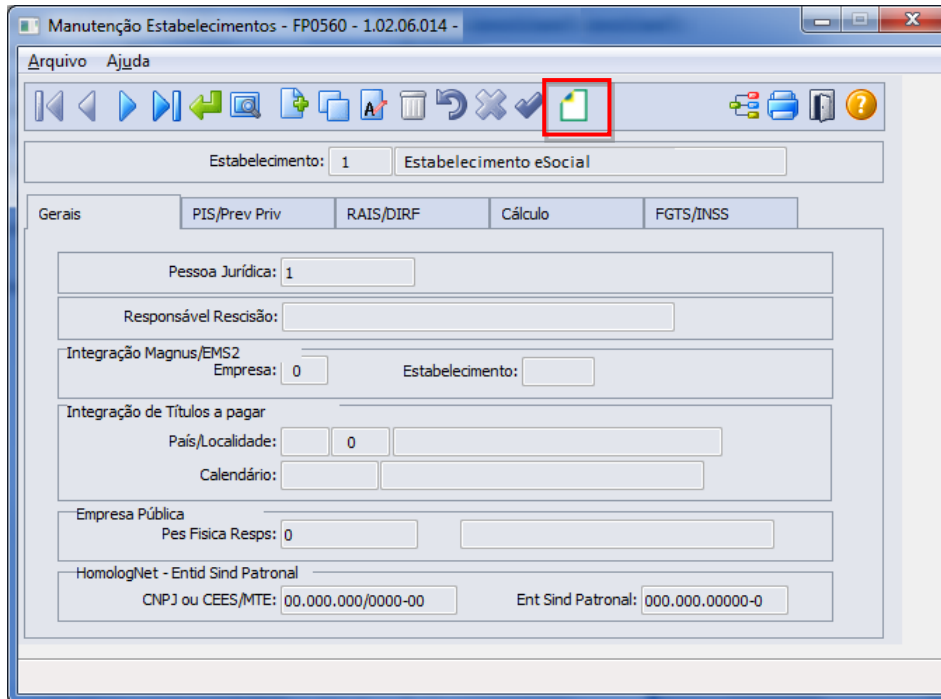 Manutenção Estabelecimentos - FP0560 - 1.02.06.014 -
Arquivo Ajuda
Estabelecimento: 1 Estabelecimento eSocial
Gerais PIS/Prev Priv RAIS/DIRF Cálculo FGTS/INSS
Pessoa Jurídica: 1
Responsável Rescisão:
Integração Magnus/EMS2
Empresa: 0 Estabelecimento:
Integração de Títulos a pagar
País/Localidade: 0
Calendário:
Empresa Pública
Pes Fisica Resps: 0
HomologNet - Entid Sind Patronal
CNPJ ou CEES/MTE: 00.000.000/0000-00 Ent Sind Patronal: 000.000.00000-0